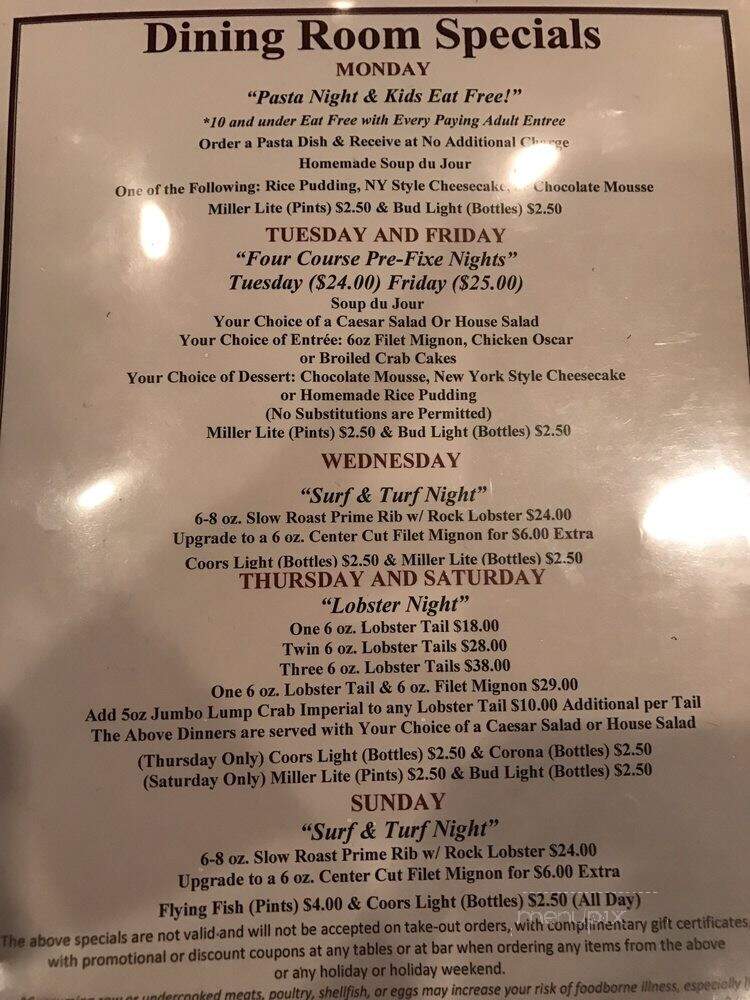 Dining Room Specials
MONDAY
"Pasta Night & Kids Eat Free!"
*10 and under Eat Free with Every Paying Adult Entree
Order a Pasta Dish & Receive at No Additional Charge
Homemade Soup du Jour
One of the Following: Rice Pudding, NY Style Cheesecake, Chocolate Mousse
Miller Lite (Pints) $2.50 & Bud Light (Bottles) $2.50
TUESDAY AND FRIDAY
"Four Course Pre-Fixe Nights"
Tuesday ($24.00) Friday ($25.00)
Soup du Jour
Your Choice of a Caesar Salad Or House Salad
Your Choice of Entrée: 6oz Filet Mignon, Chicken Oscar
or Broiled Crab Cakes
Your Choice of Dessert: Chocolate Mousse, New York Style Cheesecake
or Homemade Rice Pudding
(No Substitutions are Permitted)
Miller Lite (Pints) $2.50 & Bud Light (Bottles) $2.50
WEDNESDAY
"Surf & Turf Night"
6-8 oz. Slow Roast Prime Rib w/ Rock Lobster $24.00
Upgrade to a 6 oz. Center Cut Filet Mignon for $6.00 Extra
Coors Light (Bottles) $2.50 & Miller Lite (Bottles) $2.50
THURSDAY AND SATURDAY
"Lobster Night"
One 6 oz. Lobster Tail $18.00
Twin 6 oz. Lobster Tails $28.00
Three 6 oz. Lobster Tails $38.00
One 6 oz. Lobster Tail & 6 oz. Filet Mignon $29.00
Add 5oz Jumbo Lump Crab Imperial to any Lobster Tail $10.00 Additional per Tail
The Above Dinners are served with Your Choice of a Caesar Salad or House Salad
(Thursday Only) Coors Light (Bottles) $2.50 & Corona (Bottles) $2.50
(Saturday Only) Miller Lite (Pints) $2.50 & Bud Light (Bottles) $2.50
SUNDAY
"Surf & Turf Night"
6-8 oz. Slow Roast Prime Rib w/ Rock Lobster $24.00
Upgrade to a 6 oz. Center Cut Filet Mignon for $6.00 Extra
Flying Fish (Pints) $4.00 & Coors Light (Bottles) $2.50 (All Day)
menupix
The above specials are not valid and will not be accepted on take-out orders, with complimentary gift certificates,
with promotional or discount coupons at any tables or at bar when ordering any items from the above
or any holiday or holiday weekend.
raw or undercooked meats, poultry, shellfish, or eggs may increase your risk of foodborne illness, especially